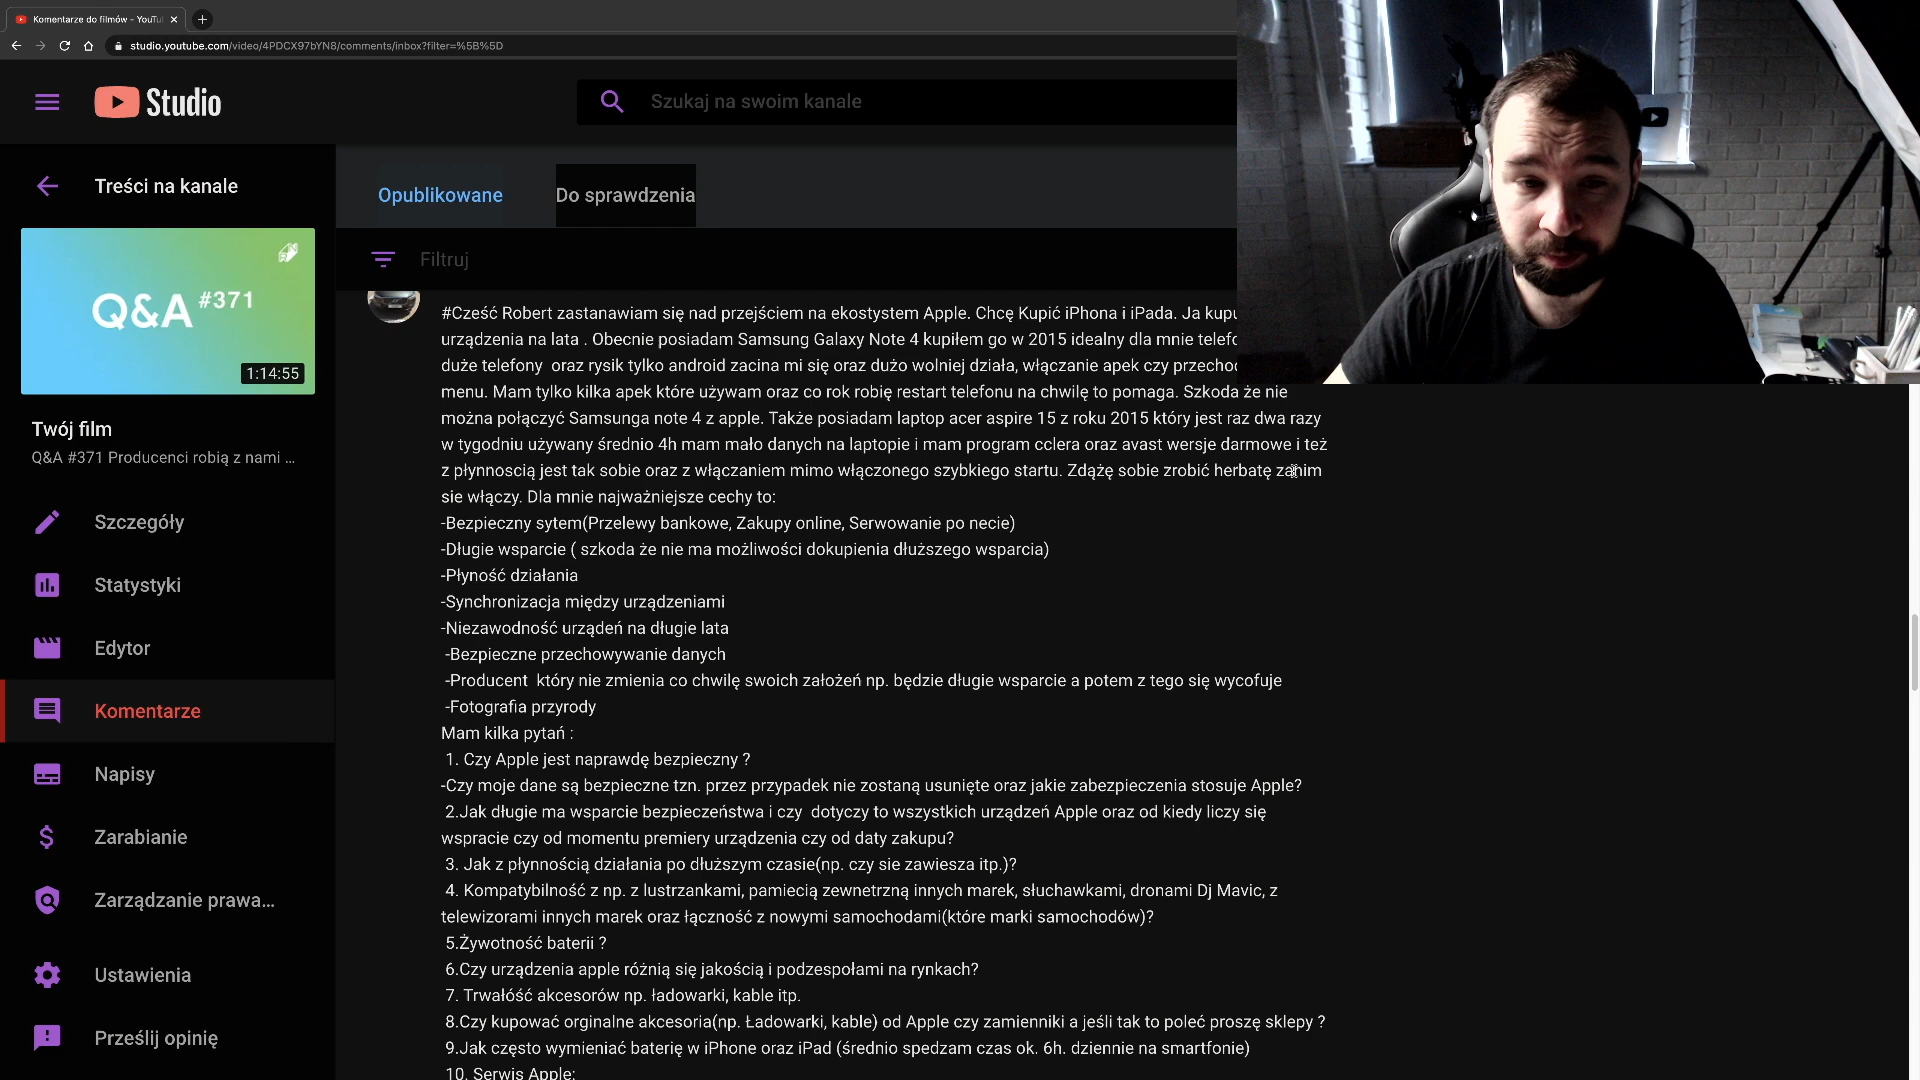 Komentarze do filmów - YouTu
studio.youtube.com/video/4PDCX97bYN8/comments/inbox?filter=%5B%5D
Studio
Szukaj na swoim kanale
Treści na kanale
Opublikowane
Do sprawdzenia
Filtruj
Q&A #371
1:14:55
Twój film
Q&A #371 Producenci robią z nami ...
Szczegóły
Statystyki
Edytor
Komentarze
Napisy
Zarabianie
Zarządzanie prawa...
Ustawienia
Prześlij opinię
#Cześć Robert zastanawiam się nad przejściem na ekostystem Apple. Chcę Kupić iPhona i iPada. Ja kupu
urządzenia na lata . Obecnie posiadam Samsung Galaxy Note 4 kupiłem go w 2015 idealny dla mnie telefo
duże telefony oraz rysik tylko android zacina mi się oraz dużo wolniej działa, włączanie apek czy przechod
menu. Mam tylko kilka apek które używam oraz co rok robię restart telefonu na chwilę to pomaga. Szkoda że nie
można połączyć Samsunga note 4 z apple. Także posiadam laptop acer aspire 15 z roku 2015 który jest raz dwa razy
w tygodniu używany średnio 4h mam mało danych na laptopie i mam program cclera oraz avast wersje darmowe i też
z płynnoscią jest tak sobie oraz z włączaniem mimo włączonego szybkiego startu. Zdążę sobie zrobić herbatę zanim
sie włączy. Dla mnie najważniejsze cechy to:
-Bezpieczny sytem(Przelewy bankowe, Zakupy online, Serwowanie po necie)
-Długie wsparcie ( szkoda że nie ma możliwości dokupienia dłuższego wsparcia)
-Płyność działania
-Synchronizacja między urządzeniami
-Niezawodność urządeń na długie lata
-Bezpieczne przechowywanie danych
-Producent który nie zmienia co chwilę swoich założeń np. będzie długie wsparcie a potem z tego się wycofuje
-Fotografia przyrody
Mam kilka pytań :
1. Czy Apple jest naprawdę bezpieczny ?
-Czy moje dane są bezpieczne tzn. przez przypadek nie zostaną usunięte oraz jakie zabezpieczenia stosuje Apple?
2.Jak długie ma wsparcie bezpieczeństwa i czy dotyczy to wszystkich urządzeń Apple oraz od kiedy liczy się
wspracie czy od momentu premiery urządzenia czy od daty zakupu?
3. Jak z płynnością działania po dłuższym czasie(np. czy sie zawiesza itp.)?
4. Kompatybilność z np. z lustrzankami, pamiecią zewnetrzną innych marek, słuchawkami, dronami Dj Mavic, z
telewizorami innych marek oraz łączność z nowymi samochodami(które marki samochodów)?
5.Żywotność baterii ?
6.Czy urządzenia apple różnią się jakością i podzespołami na rynkach?
7. Trwałóść akcesorów np. ładowarki, kable itp.
8.Czy kupować orginalne akcesoria(np. Ładowarki, kable) od Apple czy zamienniki a jeśli tak to poleć proszę sklepy ?
9.Jak często wymieniać baterię w iPhone oraz iPad (średnio spedzam czas ok. 6h. dziennie na smartfonie)
10. Serwis Apple: